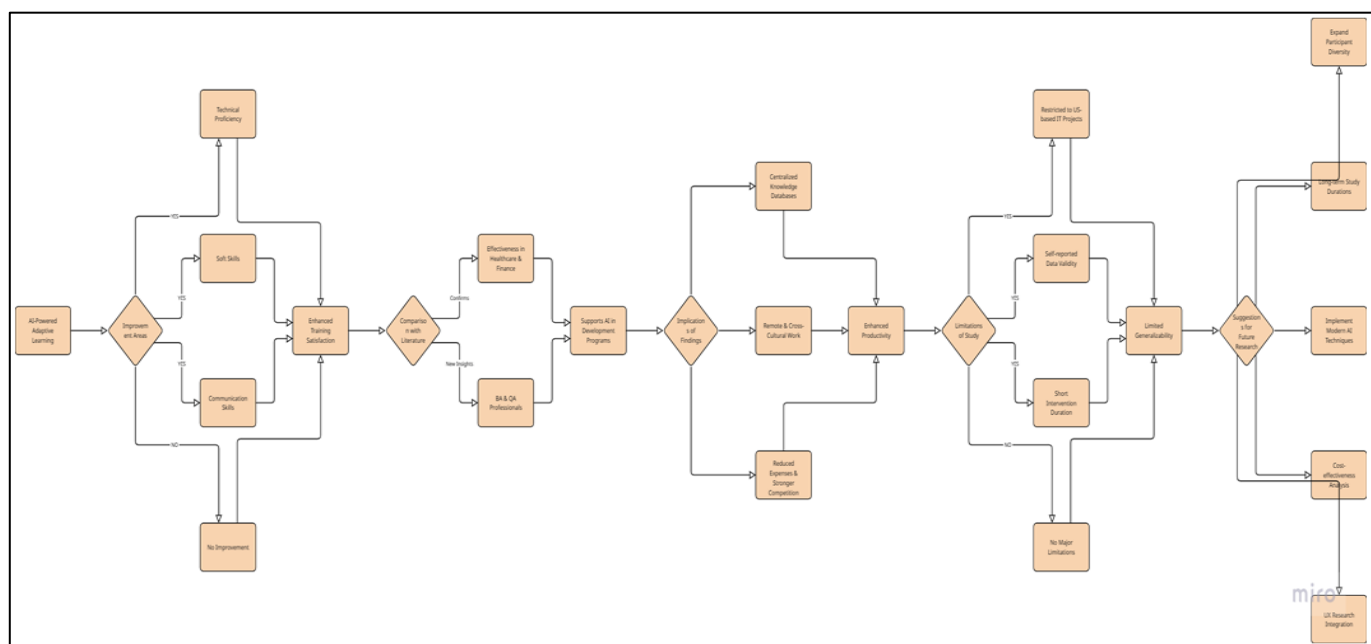 AI-Powered
Adaptive
Learning
Improvem
ent Areas
YES
YES
YES
NO
Technical
Proficiency
Soft Skills
Communication
Skills
No Improvement
Enhanced
Training
Satisfaction
Compariso
n with
Literature
Confirms
New Insights
Effectiveness in
Healthcare &
Finance
BA & QA
Professionals
Supports AI in
Development
Programs
Implication
s of
Findings
Centralized
Knowledge
Databases
Remote & Cross-
Cultural Work
Reduced
Expenses &
Stronger
Competition
Enhanced
Productivity
Limitations
of Study
YES
YES
YES
NO
Restricted to US-
based IT Projects
Self-reported
Data Validity
Short
Intervention
Duration
No Major
Limitations
Limited
Generalizability
Suggestion
s for
Future
Research
Expand
Participant
Diversity
Long-Term Study
Durations
Implement
Modern AI
Techniques
Cost-
effectiveness
Analysis
UX Research
Integration
miro